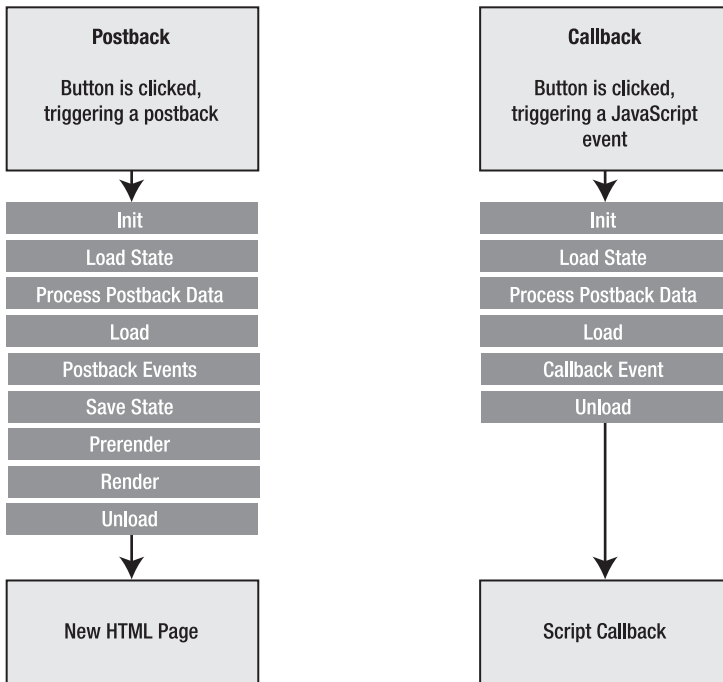 Postback
Button is clicked,
triggering a postback
Init
Load State
Process Postback Data
Load
Postback Events
Save State
Prerender
Render
Unload
New HTML Page
Callback
Button is clicked,
triggering a JavaScript
event
Init
Load State
Process Postback Data
Load
Callback Event
Unload
Script Callback